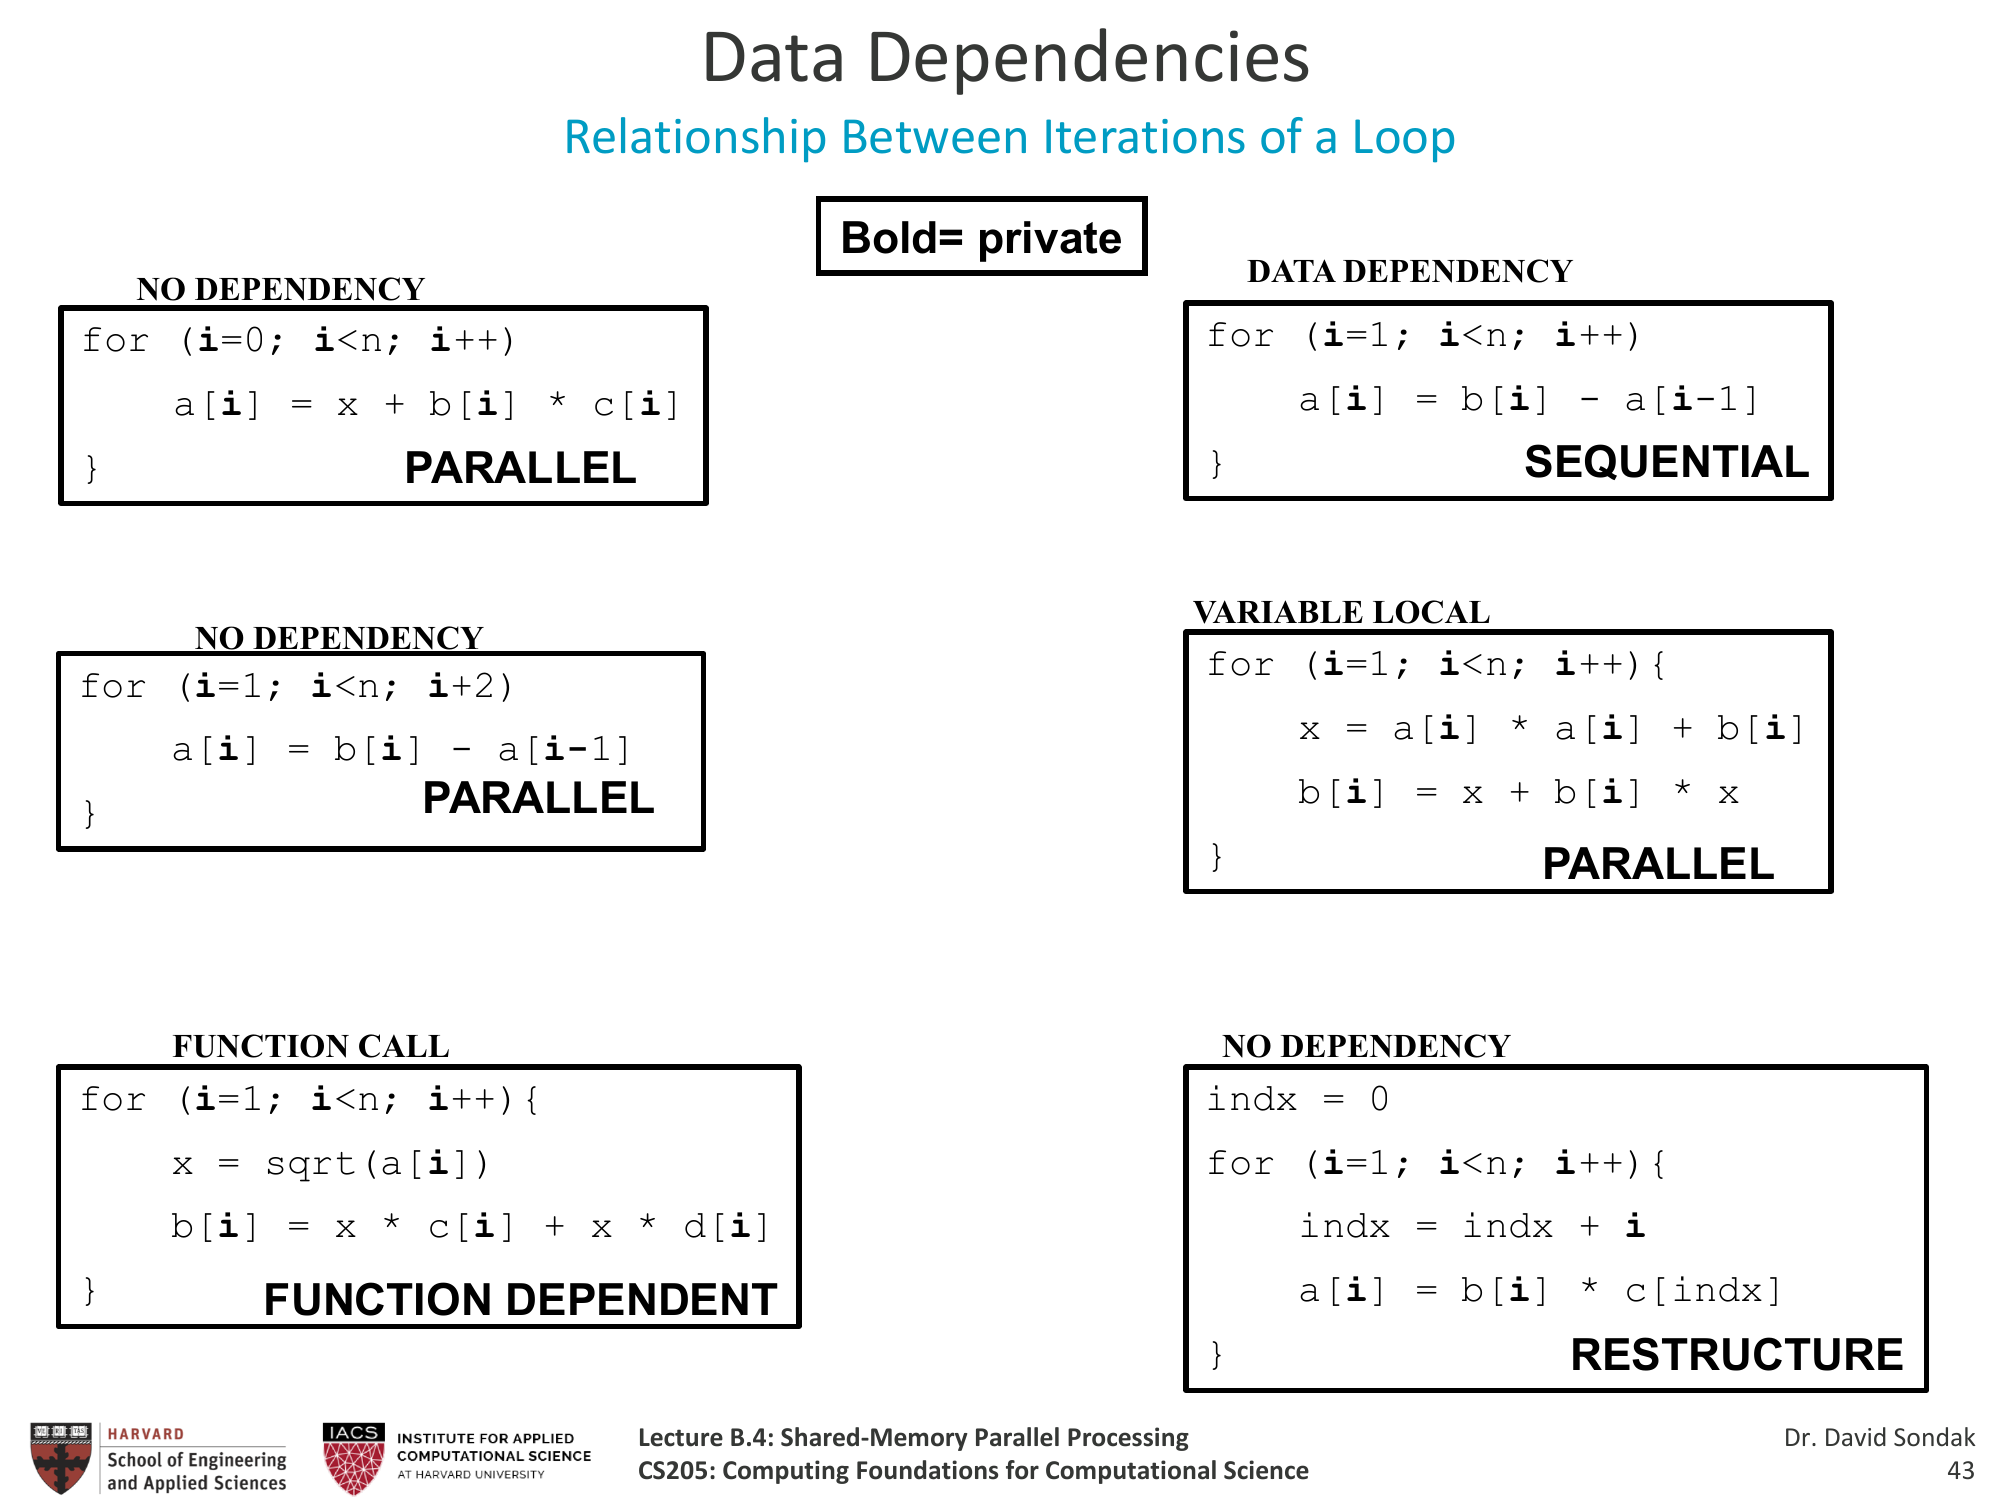 Data Dependencies
Relationship Between Iterations of a Loop
Bold= private
NO DEPENDENCY
for (i=0; i<n; i++)
a[i] = x + b[i] * c[i]
}
PARALLEL
DATA DEPENDENCY
for (i=1; i<n; i++)
a[i] = b[i] - a[i-1]
}
SEQUENTIAL
NO DEPENDENCY
for (i=1; i<n; i+2)
a[i] = b[i] - a[i-1]
PARALLEL
}
VARIABLE LOCAL
for (i=1; i<n; i++){
x = a[i] * a[i] + b[i]
b[i] = x + b[i] * x
}
PARALLEL
FUNCTION CALL
for (i=1; i<n; i++){
x = sqrt(a[i])
b[i] = x * c[i] + x * d[i]
}
FUNCTION DEPENDENT
NO DEPENDENCY
indx = 0
for (i=1; i<n; i++){
indx = indx + i
a[i] = b[i] * c[indx]
}
RESTRUCTURE
HARVARD
School of Engineering
and Applied Sciences
IACS
INSTITUTE FOR APPLIED
COMPUTATIONAL SCIENCE
AT HARVARD UNIVERSITY
Lecture B.4: Shared-Memory Parallel Processing
CS205: Computing Foundations for Computational Science
Dr. David Sondak
43